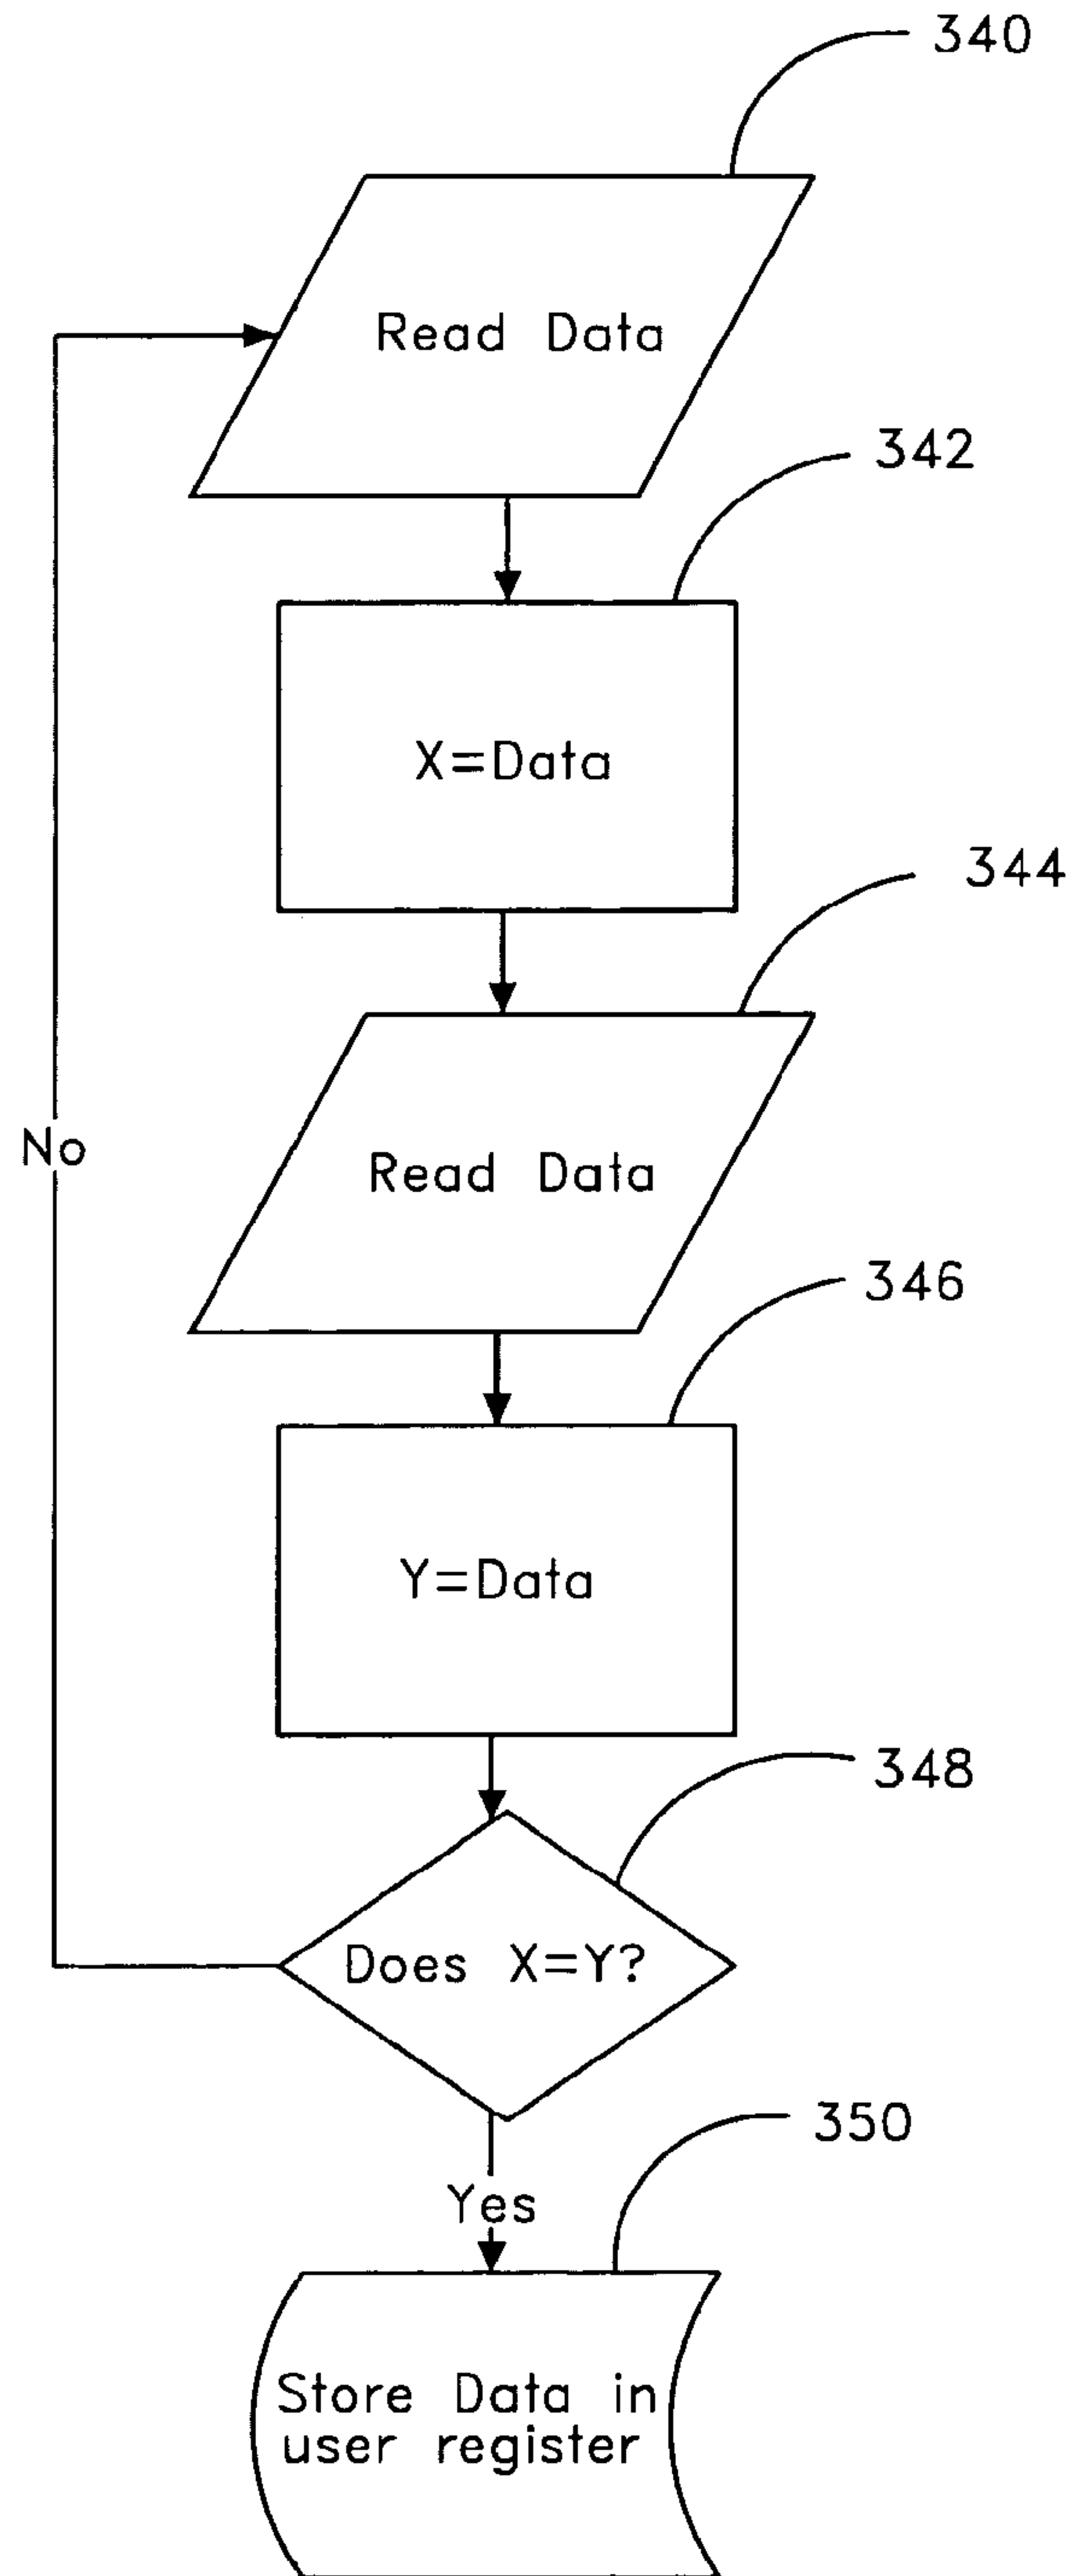 340
Read Data
342
X=Data
344
No
Read Data
346
Y=Data
348
Does X=Y?
350
Yes
Store Data in
user register